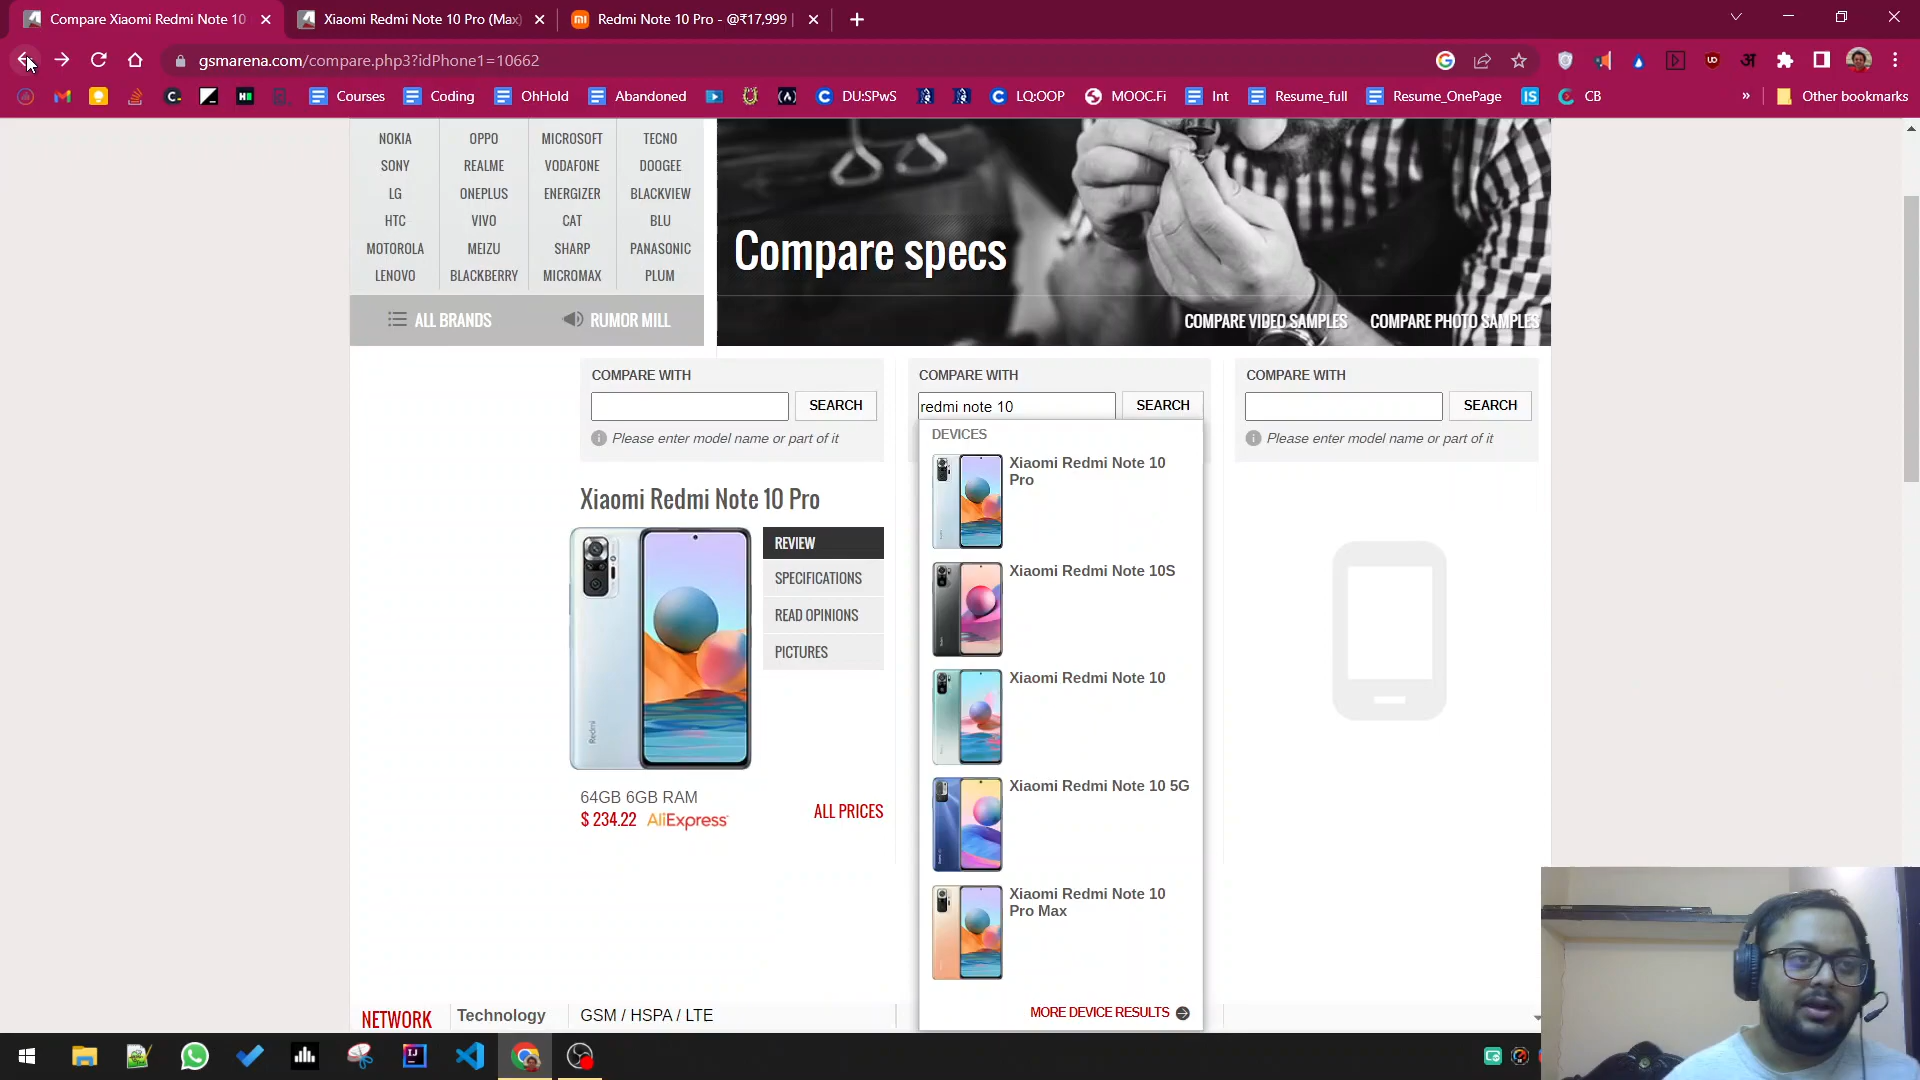 Compare Xiaomi Redmi Note 10
Xiaomi Redmi Note 10 Pro (Max)
Redmi Note 10 Pro - @₹17,999 |
gsmarena.com/compare.php3?idPhone1=10662
Courses
Coding
OhHold
Abandoned
DU:SPwS
LQ:OOP
MOOC.Fi
Int
Resume_full
Resume_OnePage
CB
»
Other bookmarks
NOKIA OPPO MICROSOFT TECNO
SONY REALME VODAFONE DOOGEE
LG ONEPLUS ENERGIZER BLACKVIEW
HTC VIVO CAT BLU
MOTOROLA MEIZU SHARP PANASONIC
LENOVO BLACKBERRY MICROMAX PLUM
ALL BRANDS RUMOR MILL
Compare specs
COMPARE VIDEO SAMPLES COMPARE PHOTO SAMPLES
COMPARE WITH
SEARCH
Please enter model name or part of it
COMPARE WITH
redmi note 10 SEARCH
COMPARE WITH
SEARCH
Please enter model name or part of it
Xiaomi Redmi Note 10 Pro
REVIEW
SPECIFICATIONS
READ OPINIONS
PICTURES
64GB 6GB RAM
$ 234.22 AliExpress
ALL PRICES
DEVICES
Xiaomi Redmi Note 10
Pro
Xiaomi Redmi Note 10S
Xiaomi Redmi Note 10
Xiaomi Redmi Note 10 5G
Xiaomi Redmi Note 10
Pro Max
MORE DEVICE RESULTS
NETWORK Technology GSM / HSPA / LTE